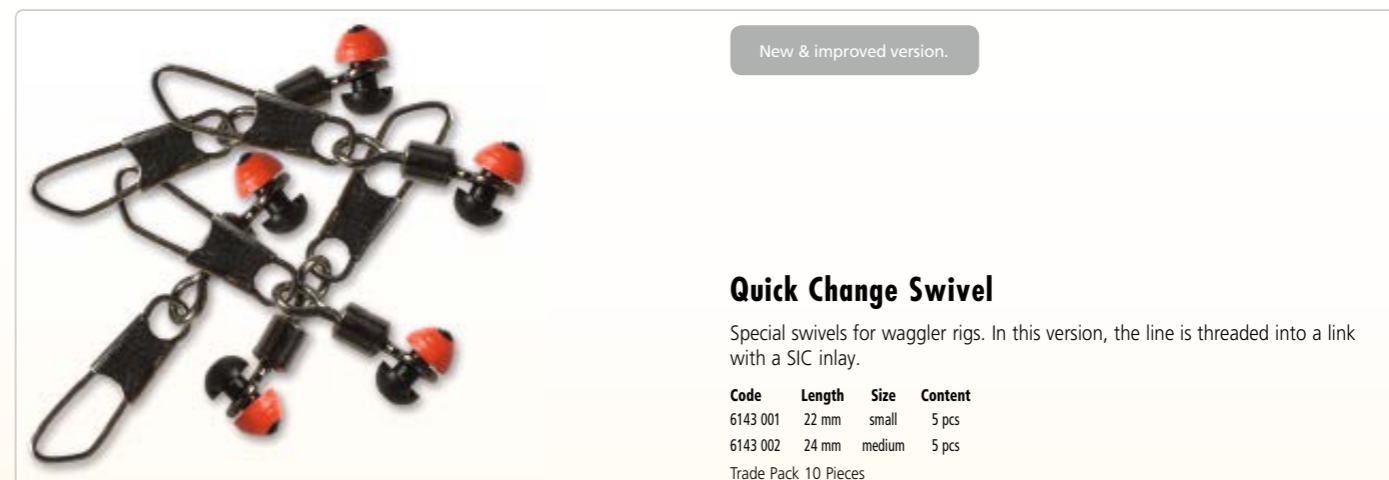 New & improved version.
Quick Change Swivel
Special swivels for waggler rigs. In this version, the line is threaded into a link
with a SIC inlay.
Code Length Size Content
6143 001 22 mm small 5 pcs
6143 002 24 mm medium 5 pcs
Trade Pack 10 Pieces